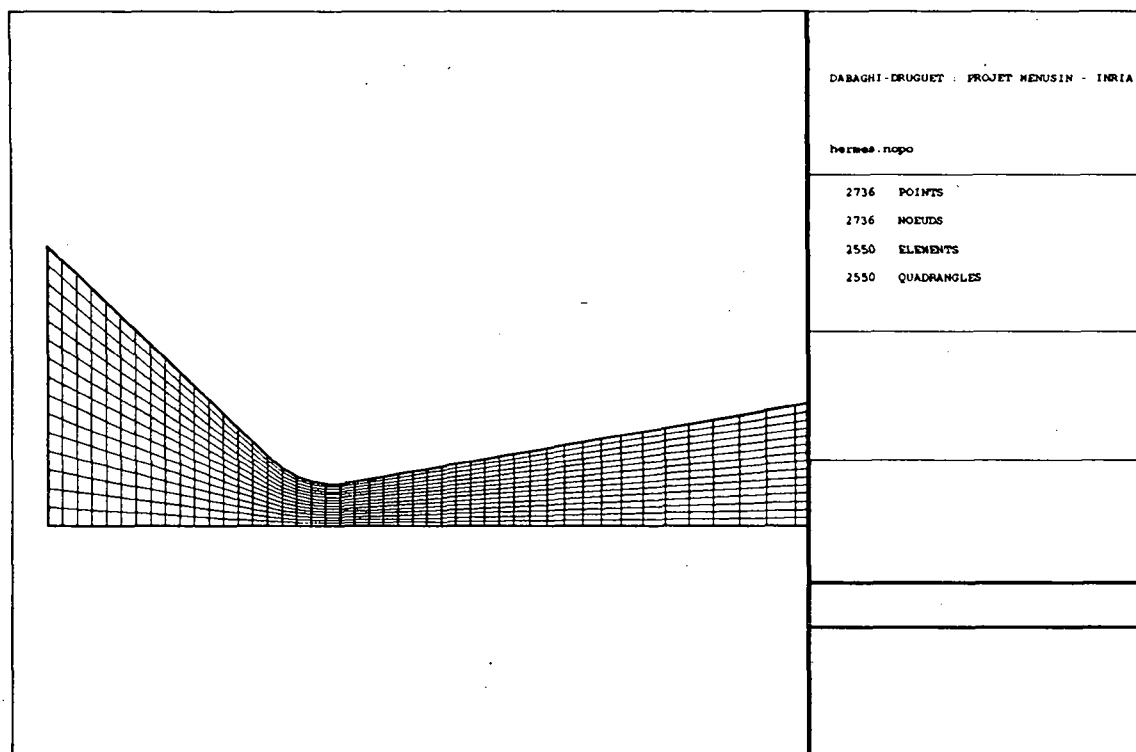 DABAGHI-DRUGUET : PROJET MENUSIN - INRIA
hermes.nopo
2736 POINTS
2736 NOEUDS
2550 ELEMENTS
2550 QUADRANGLES